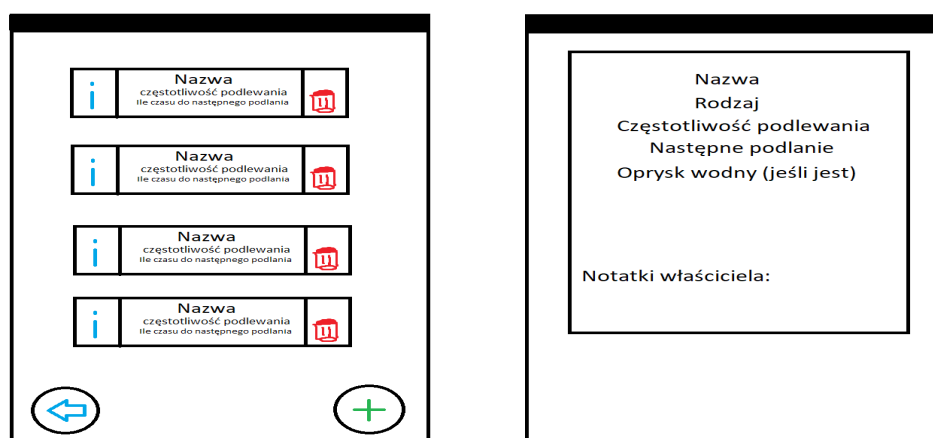 i
Nazwa
częstotliwość podlewania
Ile czasu do następnego podlania
i
Nazwa
częstotliwość podlewania
Ile czasu do następnego podlania
i
Nazwa
częstotliwość podlewania
Ile czasu do następnego podlania
i
Nazwa
częstotliwość podlewania
Ile czasu do następnego podlania
Nazwa
Rodzaj
Częstotliwość podlewania
Następne podlanie
Oprysk wodny (jeśli jest)
Notatki właściciela: